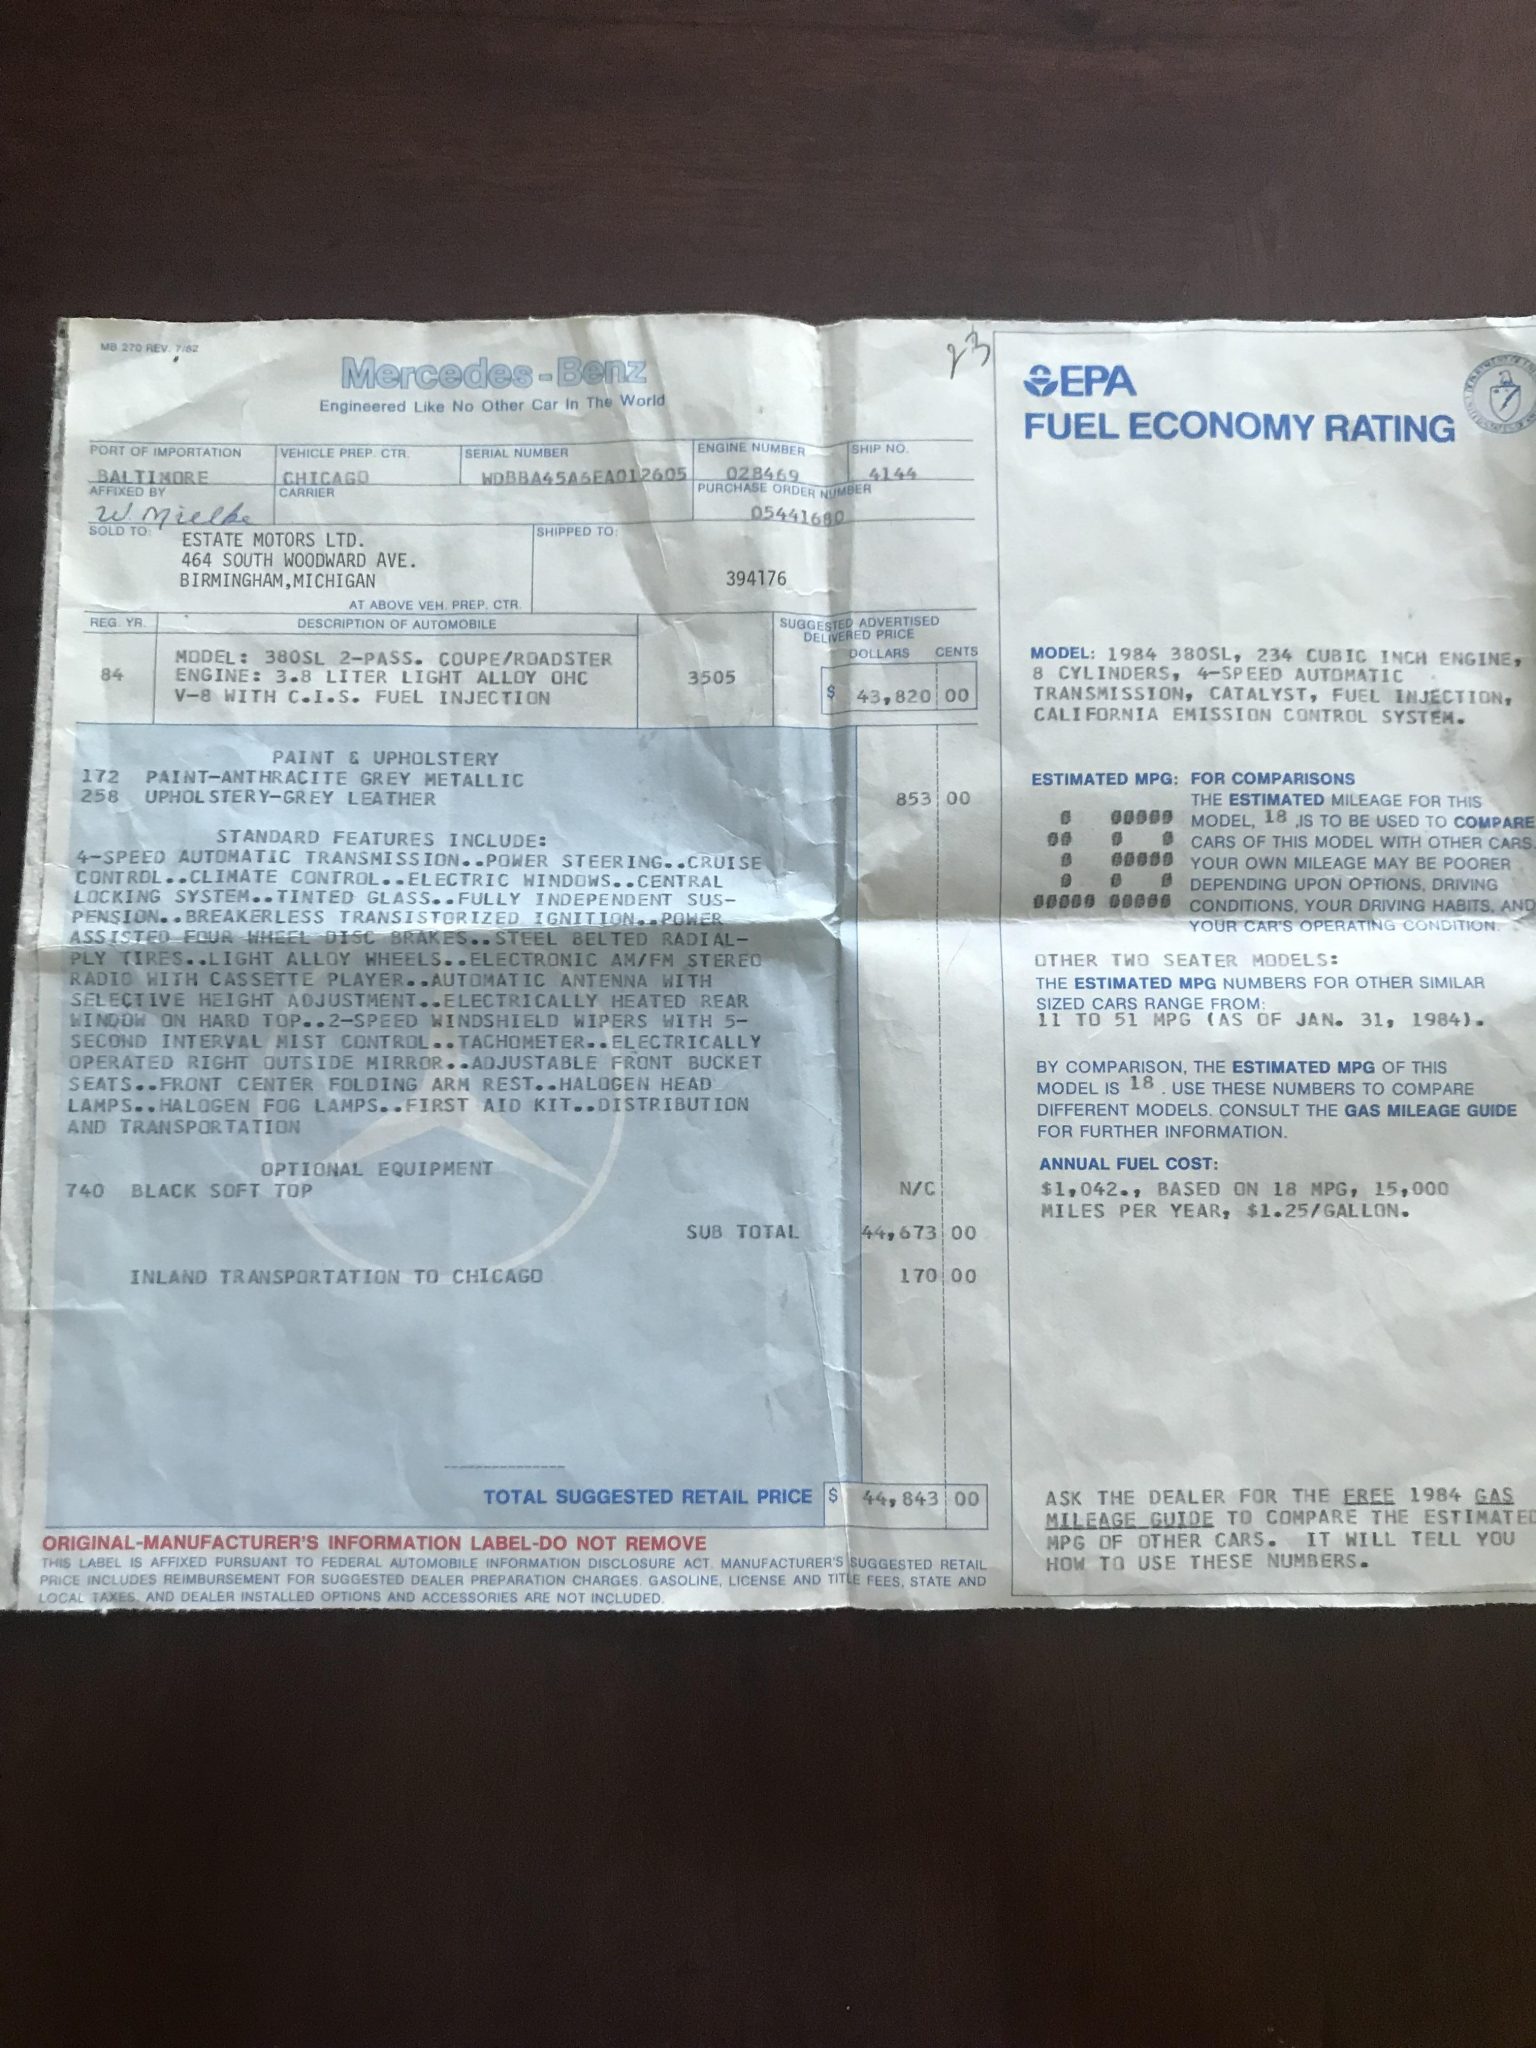 MB 270 REV. 7/82
23
Mercedes-Benz
Engineered Like No Other Car In The World
PORT OF IMPORTATION VEHICLE PREP. CTR. SERIAL NUMBER ENGINE NUMBER SHIP NO.
BALTIMORE CHICAGO WDBBA45A6EA012605 028469 4144
AFFIXED BY CARRIER PURCHASE ORDER NUMBER
W. Mielke 05441680
SOLD TO: ESTATE MOTORS LTD. SHIPPED TO:
464 SOUTH WOODWARD AVE.
BIRMINGHAM,MICHIGAN 394176
AT ABOVE VEH. PREP. CTR.
REG. YR. DESCRIPTION OF AUTOMOBILE SUGGESTED ADVERTISED
DELIVERED PRICE
DOLLARS CENTS
MODEL: 380SL 2-PASS. COUPE/ROADSTER
84 ENGINE: 3.8 LITER LIGHT ALLOY OHC 3505
V-8 WITH C.I.S. FUEL INJECTION $ 43,820 00
PAINT & UPHOLSTERY
172 PAINT-ANTHRACITE GREY METALLIC
258 UPHOLSTERY-GREY LEATHER 853 00
STANDARD FEATURES INCLUDE:
4-SPEED AUTOMATIC TRANSMISSION..POWER STEERING..CRUISE
CONTROL..CLIMATE CONTROL..ELECTRIC WINDOWS..CENTRAL
LOCKING SYSTEM..TINTED GLASS..FULLY INDEPENDENT SUS-
PENSION..BREAKERLESS TRANSISTORIZED IGNITION..POWER
ASSISTED FOUR WHEEL DISC BRAKES..STEEL BELTED RADIAL-
PLY TIRES..LIGHT ALLOY WHEELS..ELECTRONIC AM/FM STEREO
RADIO WITH CASSETTE PLAYER..AUTOMATIC ANTENNA WITH
SELECTIVE HEIGHT ADJUSTMENT..ELECTRICALLY HEATED REAR
WINDOW ON HARD TOP..2-SPEED WINDSHIELD WIPERS WITH 5-
SECOND INTERVAL MIST CONTROL..TACHOMETER..ELECTRICALLY
OPERATED RIGHT OUTSIDE MIRROR..ADJUSTABLE FRONT BUCKET
SEATS..FRONT CENTER FOLDING ARM REST..HALOGEN HEAD
LAMPS..HALOGEN FOG LAMPS..FIRST AID KIT..DISTRIBUTION
AND TRANSPORTATION
OPTIONAL EQUIPMENT
740 BLACK SOFT TOP N/C
SUB TOTAL 44,673 00
INLAND TRANSPORTATION TO CHICAGO 170 00
TOTAL SUGGESTED RETAIL PRICE $ 44,843 00
ORIGINAL-MANUFACTURER'S INFORMATION LABEL-DO NOT REMOVE
THIS LABEL IS AFFIXED PURSUANT TO FEDERAL AUTOMOBILE INFORMATION DISCLOSURE ACT. MANUFACTURER'S SUGGESTED RETAIL
PRICE INCLUDES REIMBURSEMENT FOR SUGGESTED DEALER PREPARATION CHARGES. GASOLINE, LICENSE AND TITLE FEES, STATE AND
LOCAL TAXES, AND DEALER INSTALLED OPTIONS AND ACCESSORIES ARE NOT INCLUDED.
EPA
FUEL ECONOMY RATING
MODEL: 1984 380SL, 234 CUBIC INCH ENGINE,
8 CYLINDERS, 4-SPEED AUTOMATIC
TRANSMISSION, CATALYST, FUEL INJECTION,
CALIFORNIA EMISSION CONTROL SYSTEM.
ESTIMATED MPG: FOR COMPARISONS
18
THE ESTIMATED MILEAGE FOR THIS
MODEL, 18 ,IS TO BE USED TO COMPARE
CARS OF THIS MODEL WITH OTHER CARS.
YOUR OWN MILEAGE MAY BE POORER
DEPENDING UPON OPTIONS, DRIVING
CONDITIONS, YOUR DRIVING HABITS, AND
YOUR CAR'S OPERATING CONDITION.
OTHER TWO SEATER MODELS:
THE ESTIMATED MPG NUMBERS FOR OTHER SIMILAR
SIZED CARS RANGE FROM:
11 TO 51 MPG (AS OF JAN. 31, 1984).
BY COMPARISON, THE ESTIMATED MPG OF THIS
MODEL IS 18 . USE THESE NUMBERS TO COMPARE
DIFFERENT MODELS. CONSULT THE GAS MILEAGE GUIDE
FOR FURTHER INFORMATION.
ANNUAL FUEL COST:
$1,042., BASED ON 18 MPG, 15,000
MILES PER YEAR, $1.25/GALLON.
ASK THE DEALER FOR THE FREE 1984 GAS
MILEAGE GUIDE TO COMPARE THE ESTIMATED
MPG OF OTHER CARS. IT WILL TELL YOU
HOW TO USE THESE NUMBERS.